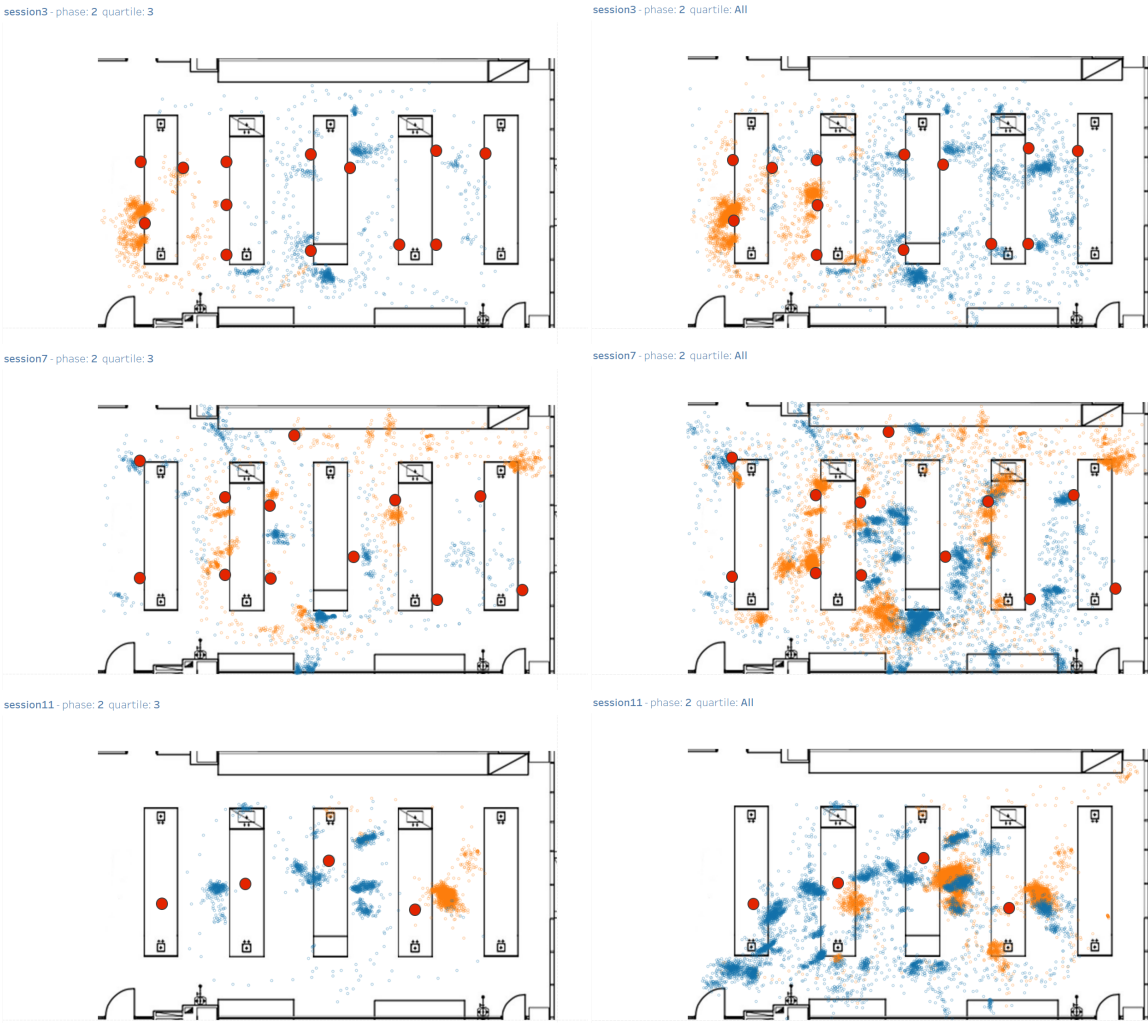 session3 - phase: 2 quartile: 3
session3 - phase: 2 quartile: All
session7 - phase: 2 quartile: 3
session7 - phase: 2 quartile: All
session11 - phase: 2 quartile: 3
session11 - phase: 2 quartile: All